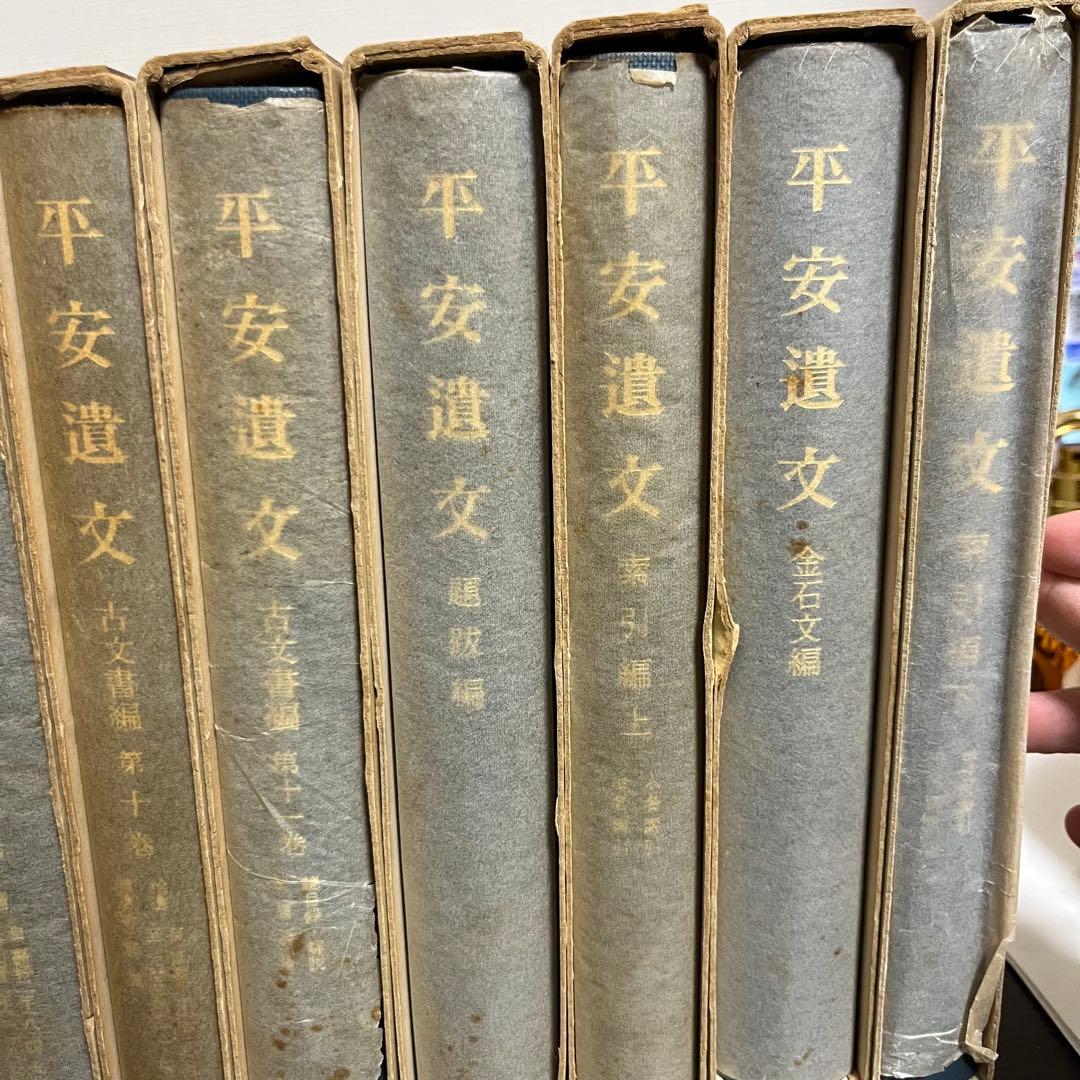 平安遺文 古文書編 第十巻
平安遺文 古文書編 第十一巻
平安遺文 題跋編
平安遺文 索引編 上
平安遺文 金石文編
平安遺文 索引編 下